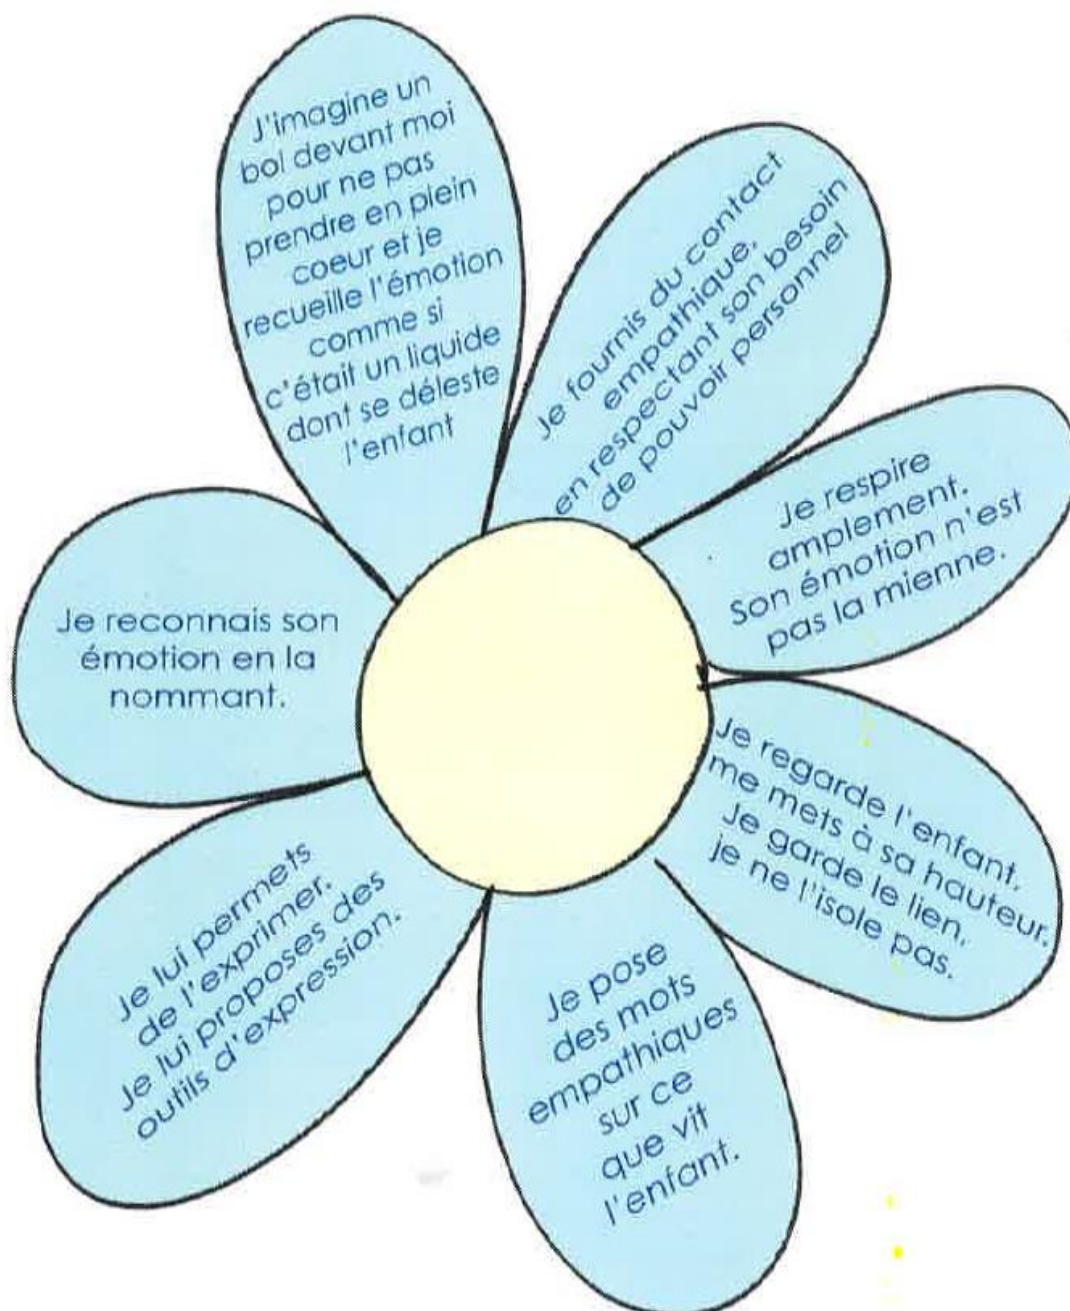 J'imagine un
bol devant moi
pour ne pas
prendre en plein
coeur et je
recueille l'émotion
comme si
c'était un liquide
dont se déleste
l'enfant
Je fournis du contact
empathique,
en respectant son besoin
de pouvoir personnel
Je respire
amplement.
Son émotion n'est
pas la mienne.
Je regarde l'enfant,
me mets à sa hauteur.
Je garde le lien,
je ne l'isole pas.
Je pose
des mots
empathiques
sur ce
que vit
l'enfant.
Je lui permets
de l'exprimer.
Je lui proposes des
outils d'expression.
Je reconnais son
émotion en la
nommant.